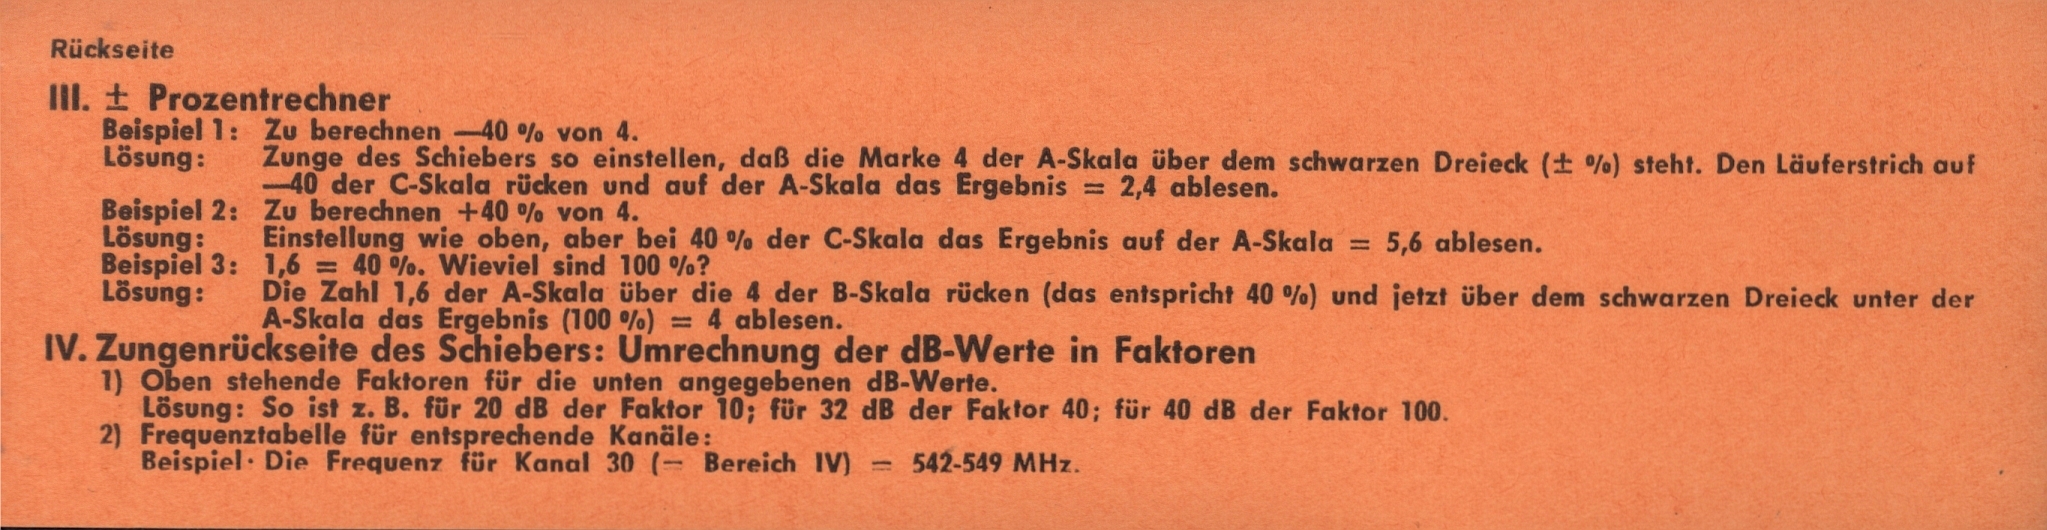 Rückseite
III. ± Prozentrechner
Beispiel 1: Zu berechnen —40 % von 4.
Lösung: Zunge des Schiebers so einstellen, daß die Marke 4 der A-Skala über dem schwarzen Dreieck (± %) steht. Den Läuferstrich auf
—40 der C-Skala rücken und auf der A-Skala das Ergebnis = 2,4 ablesen.
Beispiel 2: Zu berechnen +40 % von 4.
Lösung: Einstellung wie oben, aber bei 40 % der C-Skala das Ergebnis auf der A-Skala = 5,6 ablesen.
Beispiel 3: 1,6 = 40 %. Wieviel sind 100 %?
Lösung: Die Zahl 1,6 der A-Skala über die 4 der B-Skala rücken (das entspricht 40 %) und jetzt über dem schwarzen Dreieck unter der
A-Skala das Ergebnis (100 %) = 4 ablesen.
IV. Zungenrückseite des Schiebers: Umrechnung der dB-Werte in Faktoren
1) Oben stehende Faktoren für die unten angegebenen dB-Werte.
Lösung: So ist z. B. für 20 dB der Faktor 10; für 32 dB der Faktor 40; für 40 dB der Faktor 100.
2) Frequenztabelle für entsprechende Kanäle:
Beispiel· Die Frequenz für Kanal 30 (= Bereich IV) = 542-549 MHz.